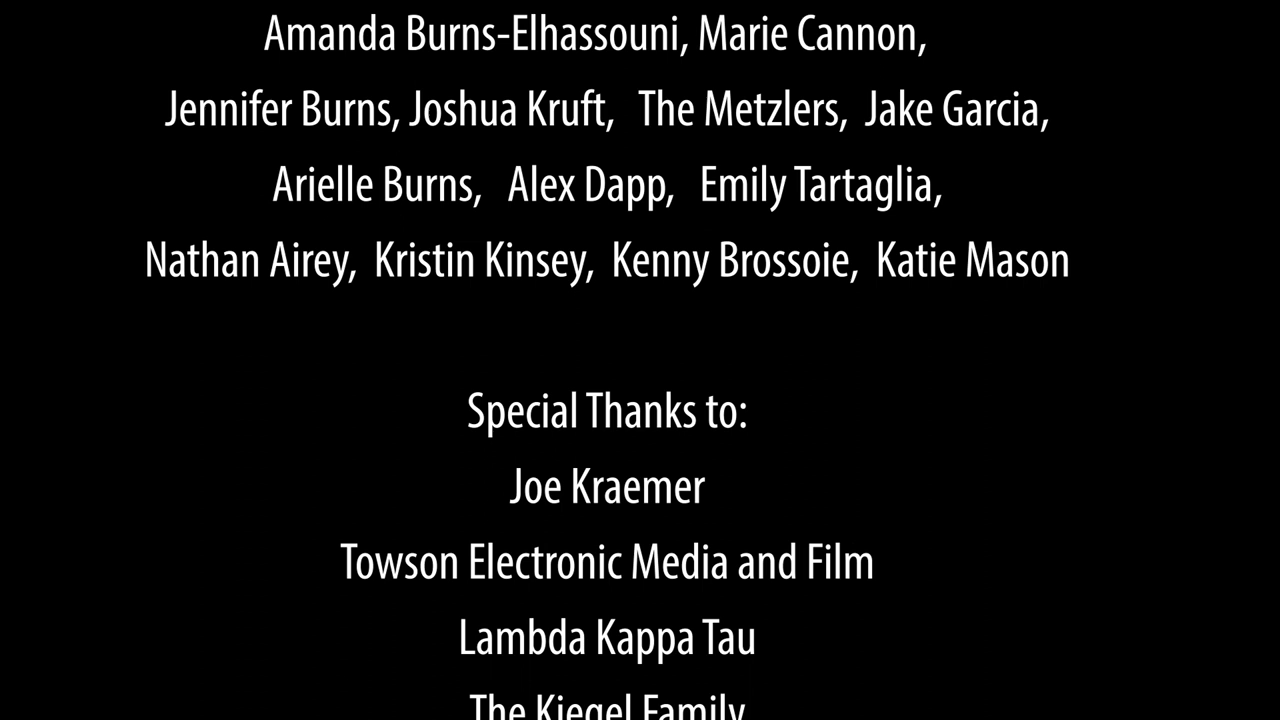 Amanda Burns-Elhassouni, Marie Cannon,
Jennifer Burns, Joshua Kruft, The Metzlers, Jake Garcia,
Arielle Burns, Alex Dapp, Emily Tartaglia,
Nathan Airey, Kristin Kinsey, Kenny Brossoie, Katie Mason
Special Thanks to:
Joe Kraemer
Towson Electronic Media and Film
Lambda Kappa Tau
The Kiegel Family